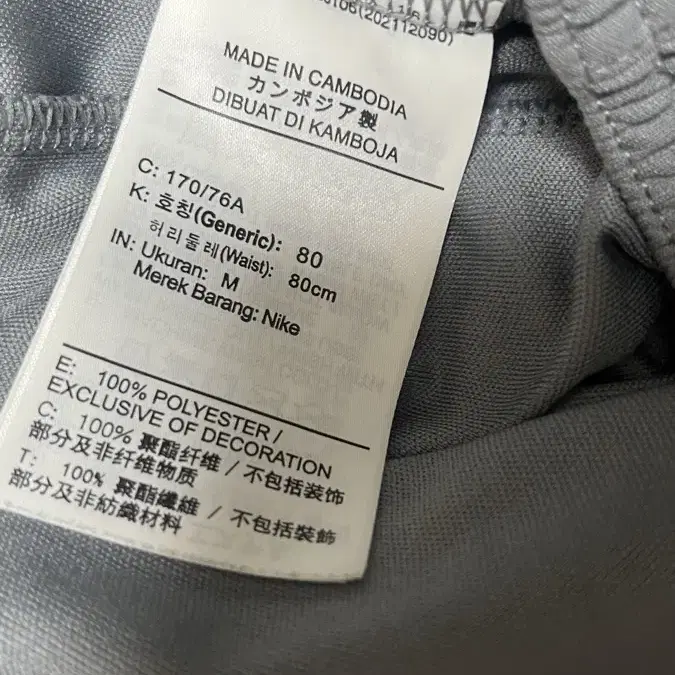 (202112090)
MADE IN CAMBODIA
カンボジア製
DIBUAT DI KAMBOJA
C: 170/76A
K: 호칭(Generic): 80
허리둘레(Waist): 80cm
IN: Ukuran: M
Merek Barang: Nike
E: 100% POLYESTER /
EXCLUSIVE OF DECORATION
C: 100% 聚酯纤维 / 不包括装饰
部分及非纤维物质
T: 100% 聚酯纖維 / 不包括裝飾
部分及非紡織材料